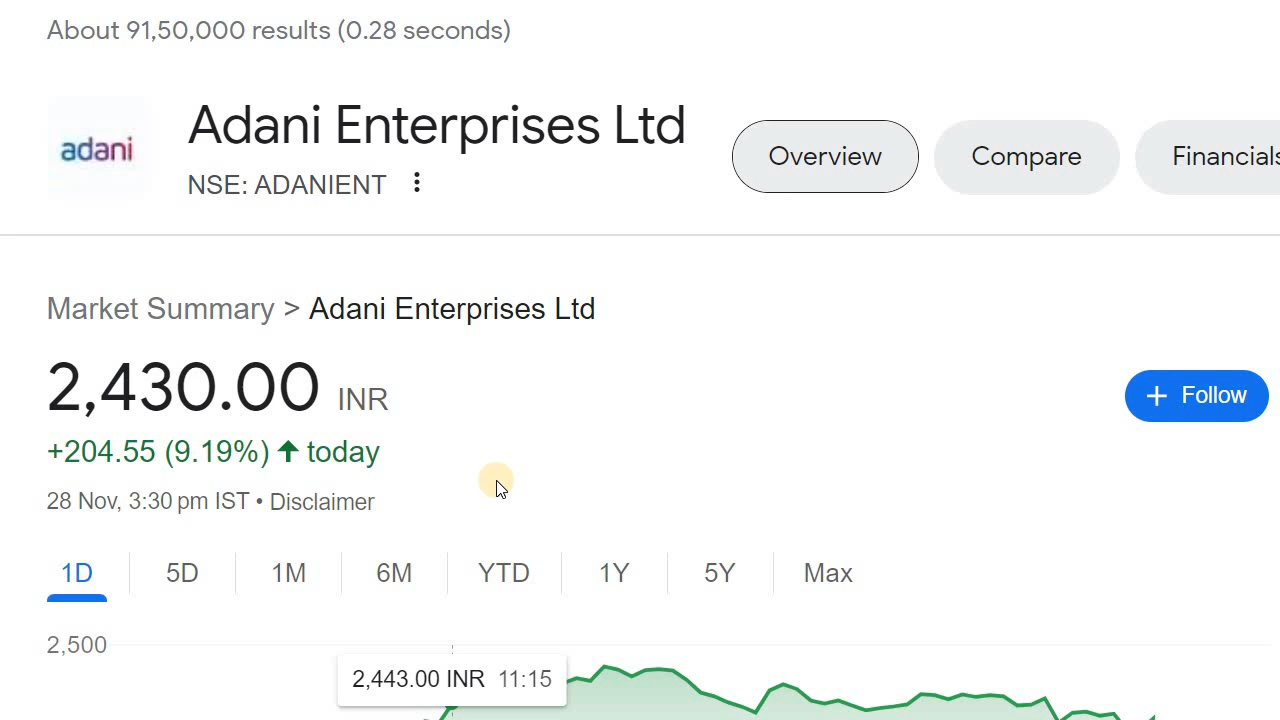 About 91,50,000 results (0.28 seconds)
adani
Adani Enterprises Ltd
NSE: ADANIENT
Overview
Compare
Financials
Market Summary > Adani Enterprises Ltd
2,430.00 INR
+ Follow
+204.55 (9.19%) ↑ today
28 Nov, 3:30 pm IST • Disclaimer
1D 5D 1M 6M YTD 1Y 5Y Max
2,500
2,443.00 INR 11:15